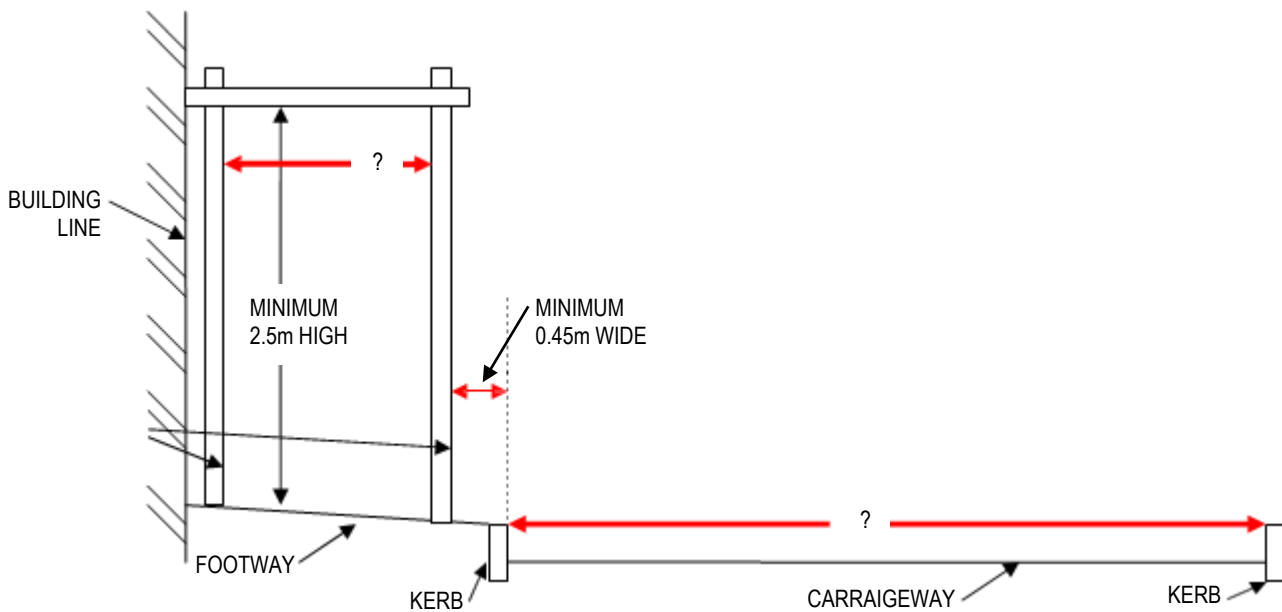 ?
BUILDING
LINE
MINIMUM
2.5m HIGH
MINIMUM
0.45m WIDE
?
FOOTWAY
KERB
CARRAIGEWAY
KERB